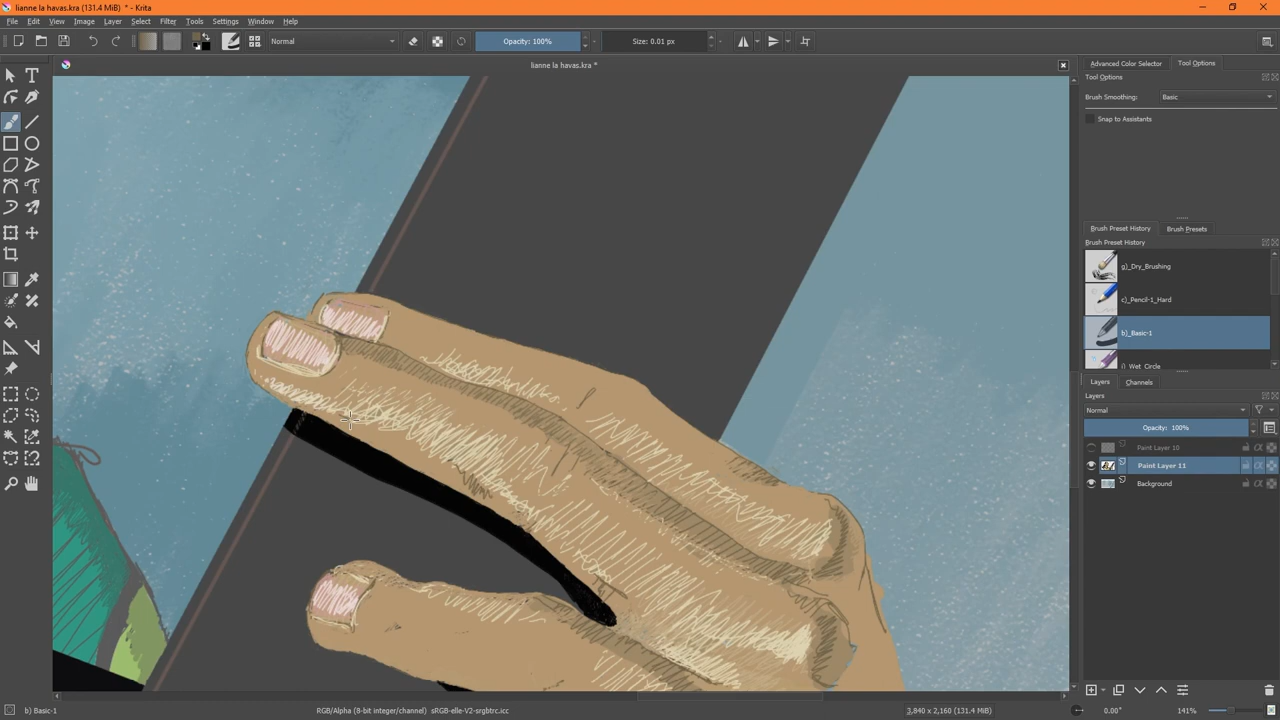 lianne la havas.kra (131.4 MiB) * - Krita
File Edit View Image Layer Select Filter Tools Settings Window Help
Normal Opacity: 100% Size: 0.01 px
lianne la havas.kra *
Advanced Color Selector Tool Options
Tool Options
Brush Smoothing: Basic
Snap to Assistants
Brush Preset History Brush Presets
Brush Preset History
g)_Dry_Brushing
c)_Pencil-1_Hard
b)_Basic-1
i)_Wet_Circle
Layers Channels
Layers
Normal
Opacity: 100%
Paint Layer 10
Paint Layer 11
Background
b) Basic-1 RGB/Alpha (8-bit integer/channel) sRGB-elle-V2-srgbtrc.icc 3,840 x 2,160 (131.4 MiB) 0.00° 141%